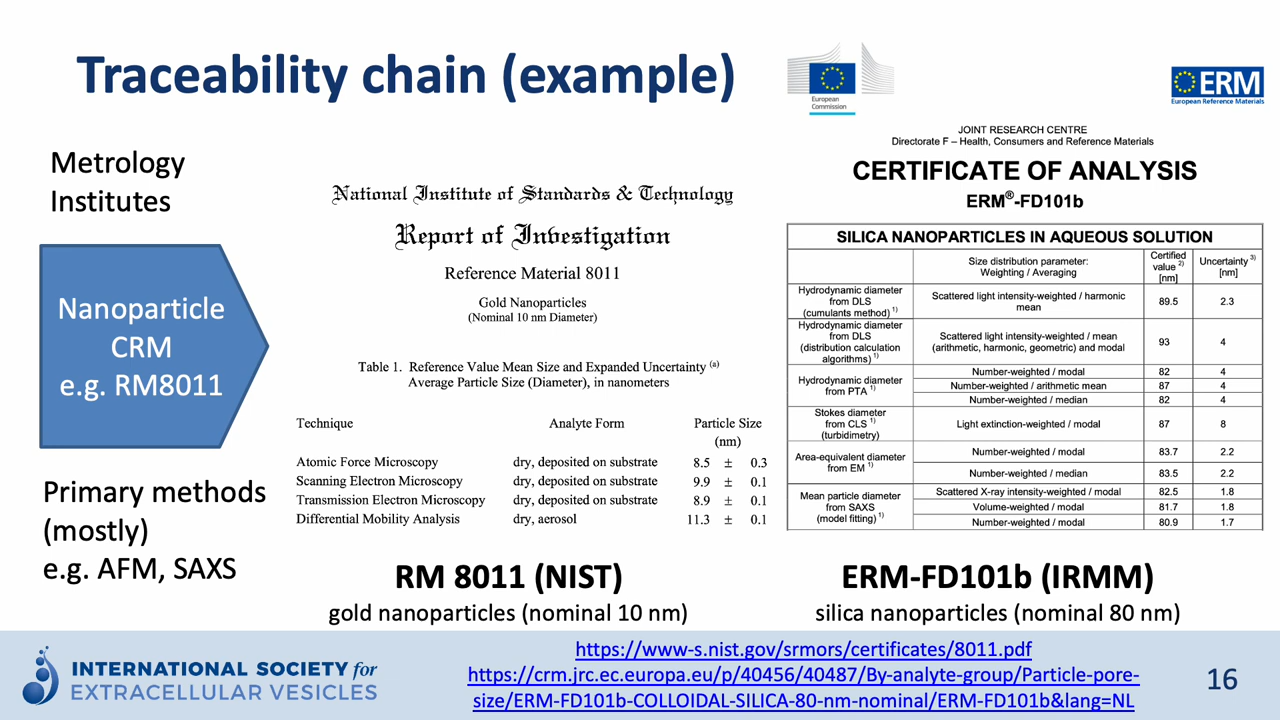 Traceability chain (example)
European
Commission
ERM
European Reference Materials
Metrology
Institutes
Nanoparticle
CRM
e.g. RM8011
Primary methods
(mostly)
e.g. AFM, SAXS
National Institute of Standards & Technology
Report of Investigation
Reference Material 8011
Gold Nanoparticles
(Nominal 10 nm Diameter)
Table 1. Reference Value Mean Size and Expanded Uncertainty (a)
Average Particle Size (Diameter), in nanometers
Technique Analyte Form Particle Size
(nm)
Atomic Force Microscopy dry, deposited on substrate 8.5 ± 0.3
Scanning Electron Microscopy dry, deposited on substrate 9.9 ± 0.1
Transmission Electron Microscopy dry, deposited on substrate 8.9 ± 0.1
Differential Mobility Analysis dry, aerosol 11.3 ± 0.1
RM 8011 (NIST)
gold nanoparticles (nominal 10 nm)
JOINT RESEARCH CENTRE
Directorate F – Health, Consumers and Reference Materials
CERTIFICATE OF ANALYSIS
ERM®-FD101b
SILICA NANOPARTICLES IN AQUEOUS SOLUTION
Size distribution parameter:
Weighting / Averaging
Certified
value 2)
[nm]
Uncertainty 3)
[nm]
Hydrodynamic diameter
from DLS
(cumulants method) 1)
Scattered light intensity-weighted / harmonic
mean
89.5 2.3
Hydrodynamic diameter
from DLS
(distribution calculation
algorithms) 1)
Scattered light intensity-weighted / mean
(arithmetic, harmonic, geometric) and modal
93 4
Hydrodynamic diameter
from PTA 1)
Number-weighted / modal 82 4
Number-weighted / arithmetic mean 87 4
Number-weighted / median 82 4
Stokes diameter
from CLS 1)
(turbidimetry)
Light extinction-weighted / modal 87 8
Area-equivalent diameter
from EM 1)
Number-weighted / modal 83.7 2.2
Number-weighted / median 83.5 2.2
Mean particle diameter
from SAXS
(model fitting) 1)
Scattered X-ray intensity-weighted / modal 82.5 1.8
Volume-weighted / modal 81.7 1.8
Number-weighted / modal 80.9 1.7
ERM-FD101b (IRMM)
silica nanoparticles (nominal 80 nm)
INTERNATIONAL SOCIETY for
EXTRACELLULAR VESICLES
https://www-s.nist.gov/srmors/certificates/8011.pdf
https://crm.jrc.ec.europa.eu/p/40456/40487/By-analyte-group/Particle-pore-
size/ERM-FD101b-COLLOIDAL-SILICA-80-nm-nominal/ERM-FD101b&lang=NL
16